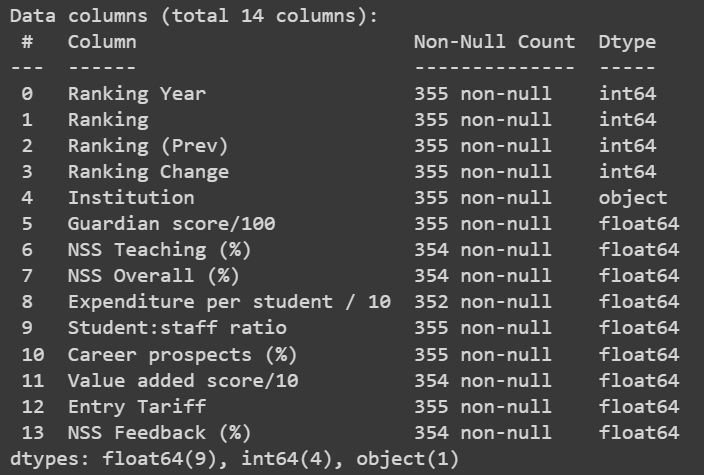 Data columns (total 14 columns):
 #   Column                        Non-Null Count  Dtype
---  ------                        --------------  -----
 0   Ranking Year                  355 non-null    int64
 1   Ranking                       355 non-null    int64
 2   Ranking (Prev)                355 non-null    int64
 3   Ranking Change                355 non-null    int64
 4   Institution                   355 non-null    object
 5   Guardian score/100            355 non-null    float64
 6   NSS Teaching (%)              354 non-null    float64
 7   NSS Overall (%)               354 non-null    float64
 8   Expenditure per student / 10  352 non-null    float64
 9   Student:staff ratio           355 non-null    float64
 10  Career prospects (%)          355 non-null    float64
 11  Value added score/10          354 non-null    float64
 12  Entry Tariff                  355 non-null    float64
 13  NSS Feedback (%)              354 non-null    float64
dtypes: float64(9), int64(4), object(1)